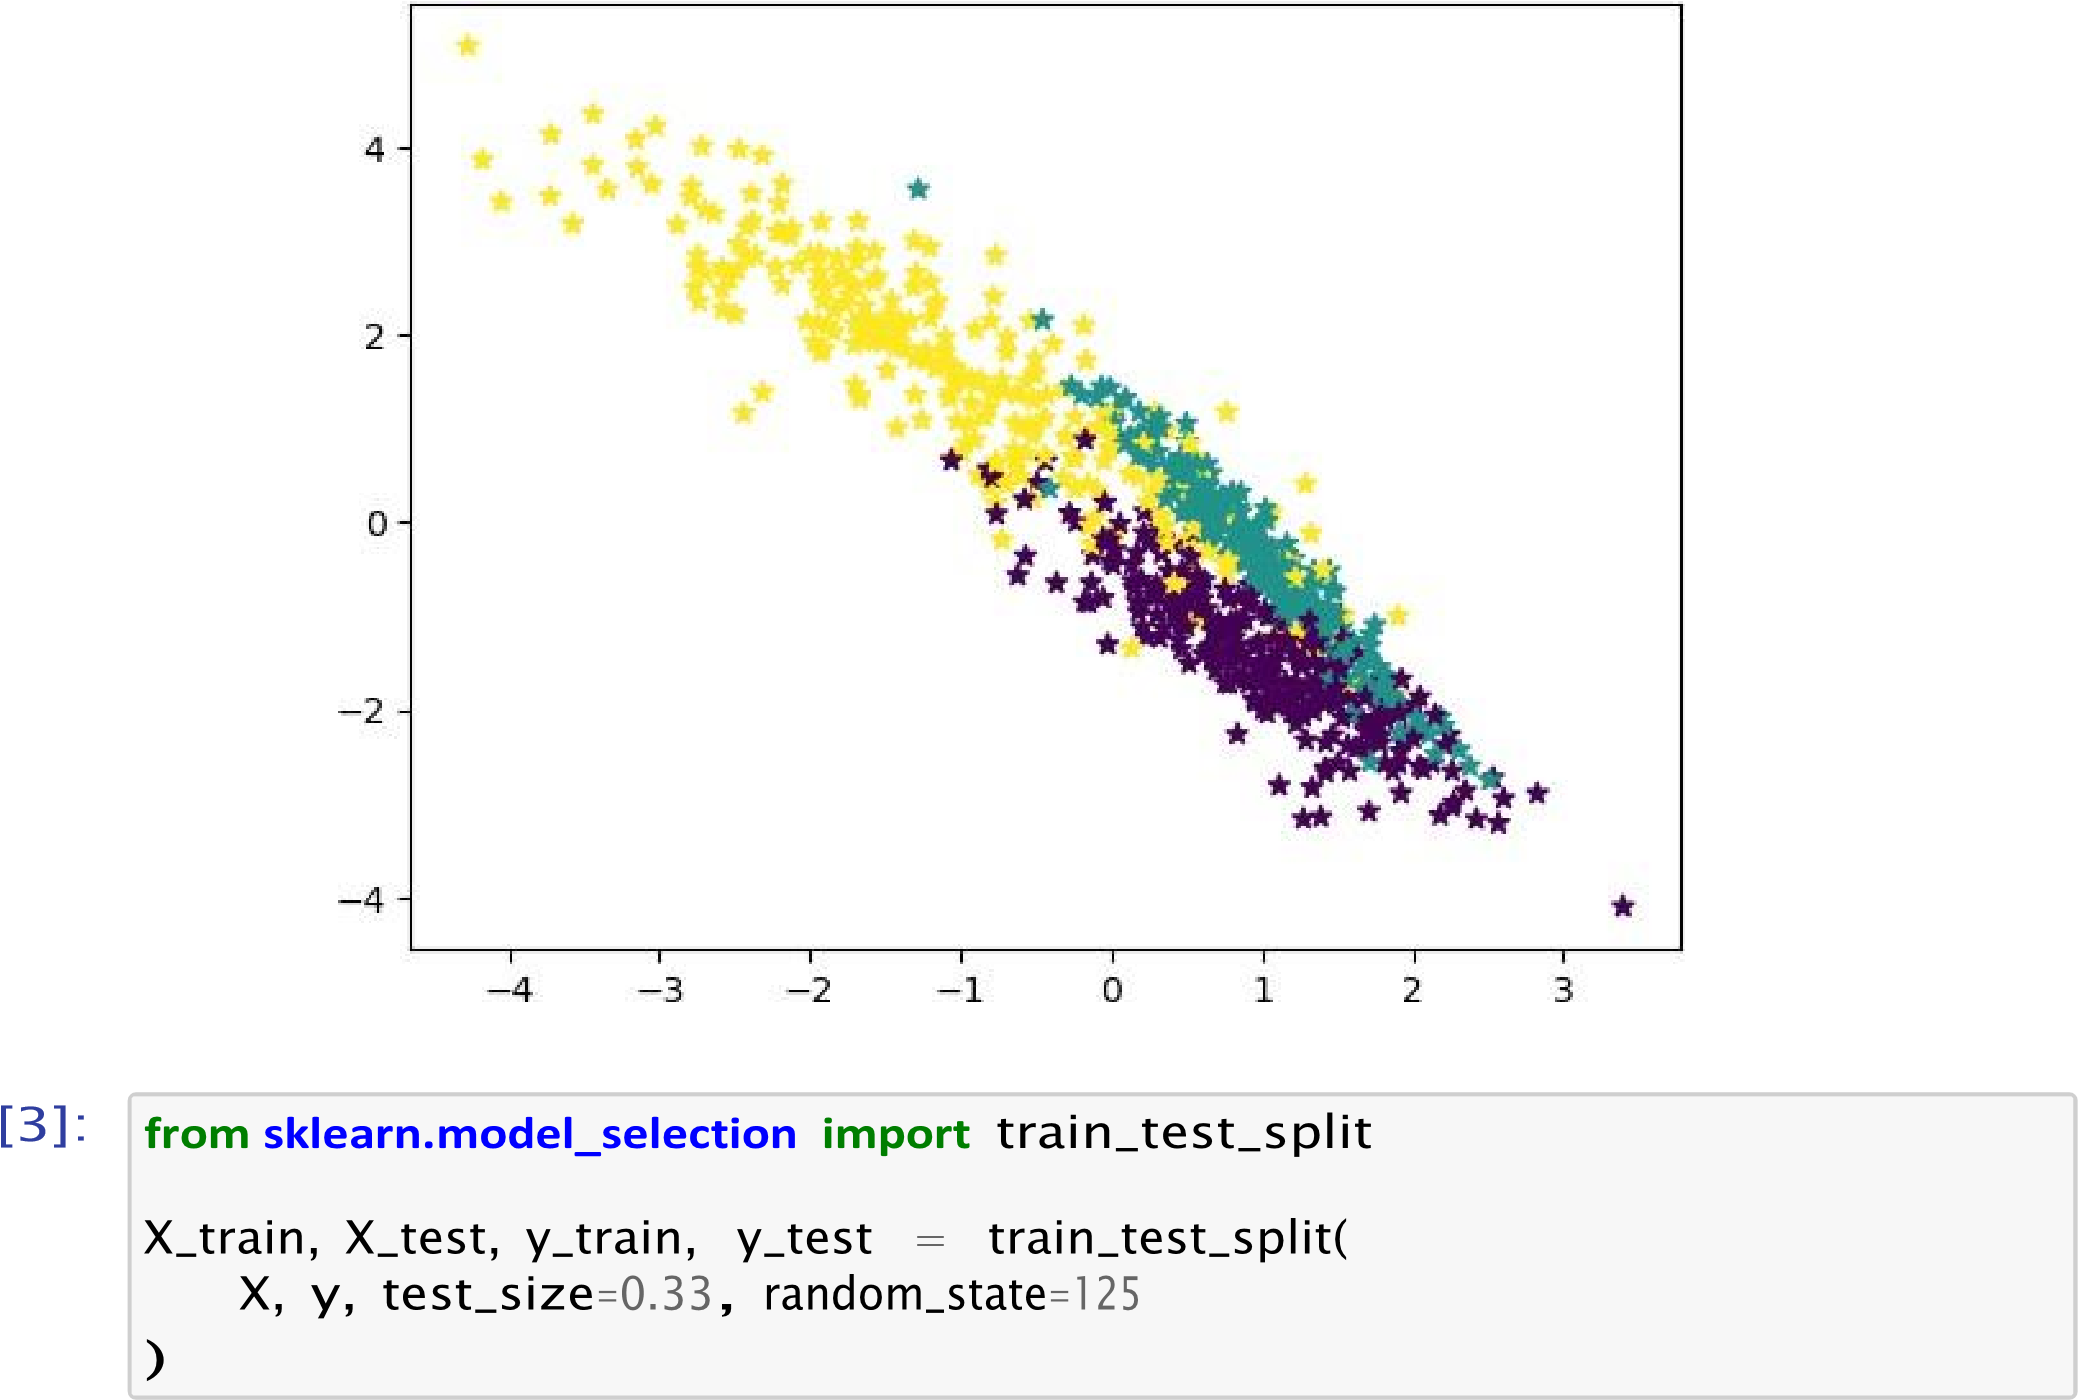 4
2
0
−2
−4
−4 −3 −2 −1 0 1 2 3
[3]:
from sklearn.model_selection import train_test_split
X_train, X_test, y_train, y_test = train_test_split(
X, y, test_size=0.33, random_state=125
)